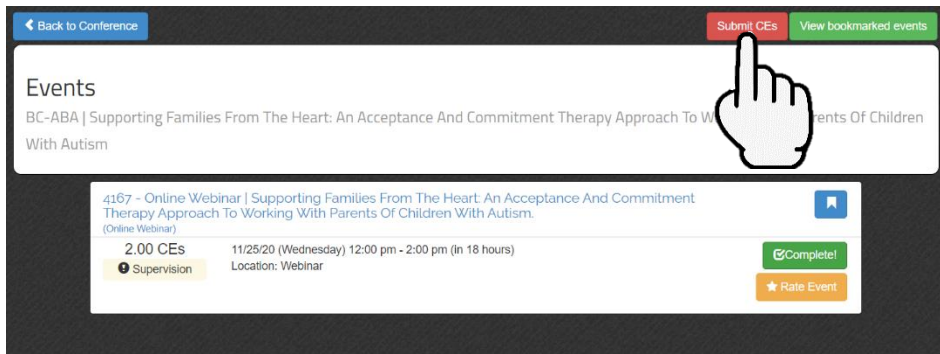 Back to Conference
Submit CEs
View bookmarked events
Events
BC-ABA | Supporting Families From The Heart: An Acceptance And Commitment Therapy Approach To W rents Of Children
With Autism
4167 - Online Webinar | Supporting Families From The Heart: An Acceptance And Commitment
Therapy Approach To Working With Parents Of Children With Autism.
(Online Webinar)
2.00 CEs
11/25/20 (Wednesday) 12:00 pm - 2:00 pm (in 18 hours)
Complete!
Supervision
Location: Webinar
Rate Event